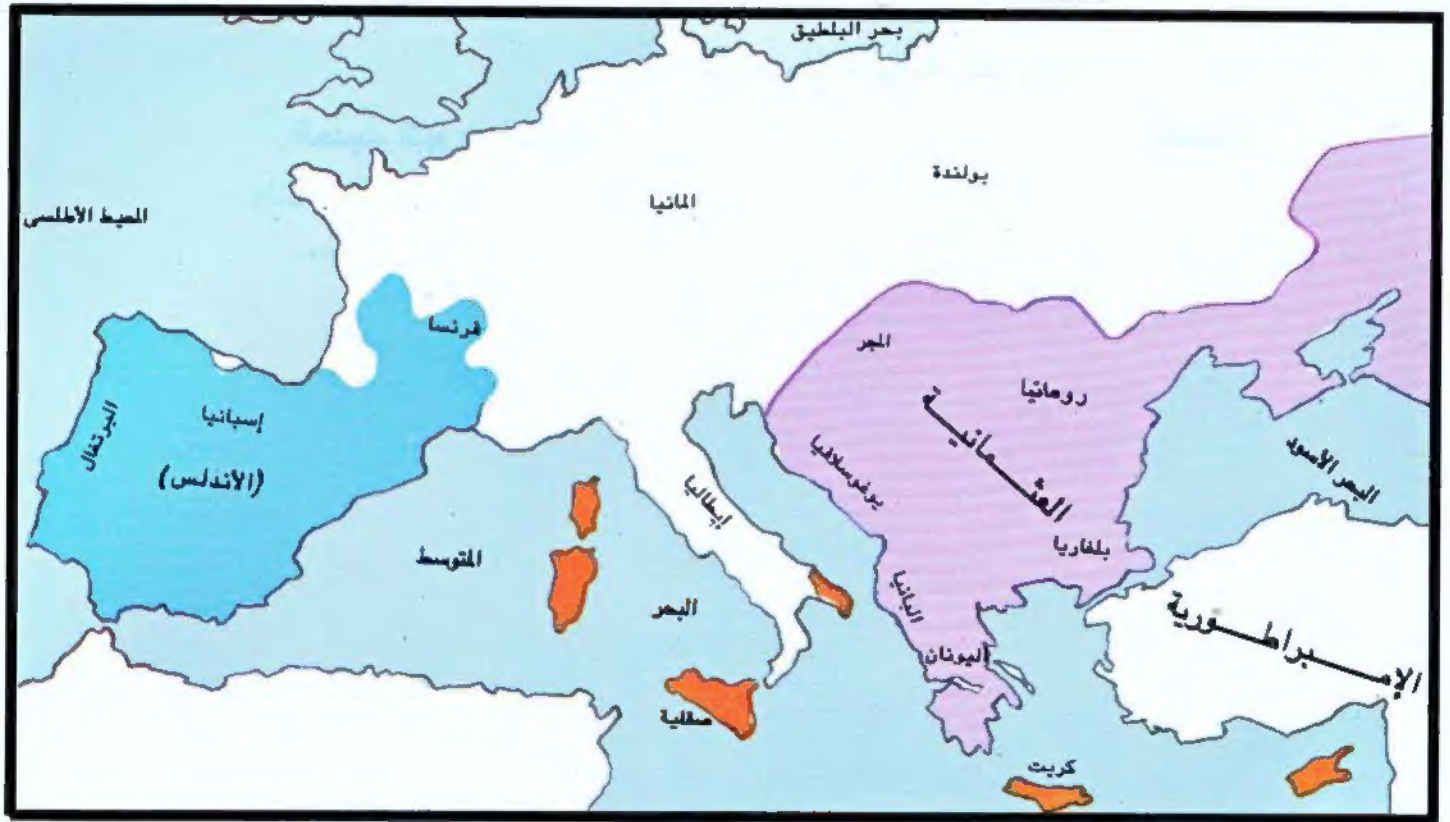 بحر البلطيق
بولندة
المانيا
المحيط الأطلسي
فرنسا
المجر
رومانيا
إسبانيا
(الأندلس)
البرتغال
العثمانية
البحر الأسود
يوغوسلافيا
إيطاليا
بلغاريا
المتوسط
البحر
البانيا
اليونان
الإمبراطورية
صقلية
كريت